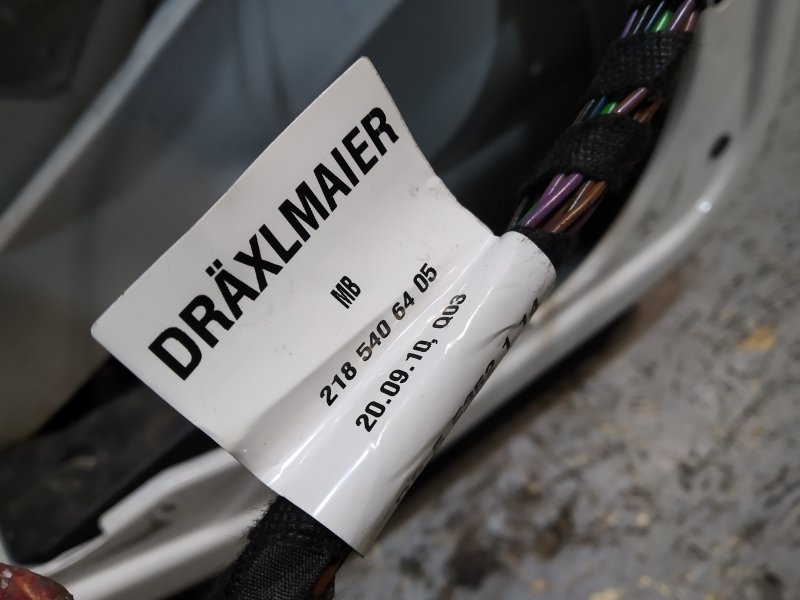 DRÄXLMAIER
MB
218 540 64 05
20.09.10, Q03